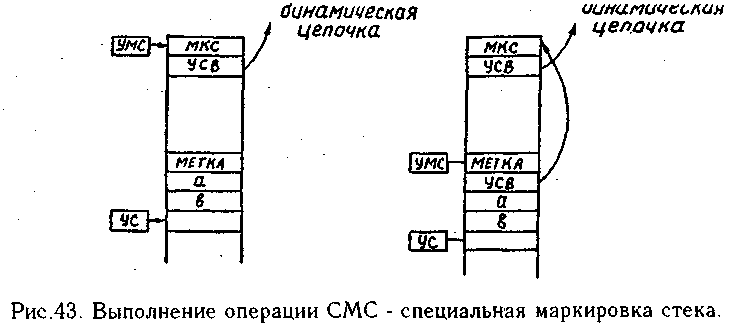 динамическая
цепочка
УМС
МКС
УСВ
МЕТКА
а
в
УС
динамическая
цепочка
МКС
УСВ
УМС
МЕТКА
УСВ
а
в
УС
Рис.43. Выполнение операции СМС - специальная маркировка стека.